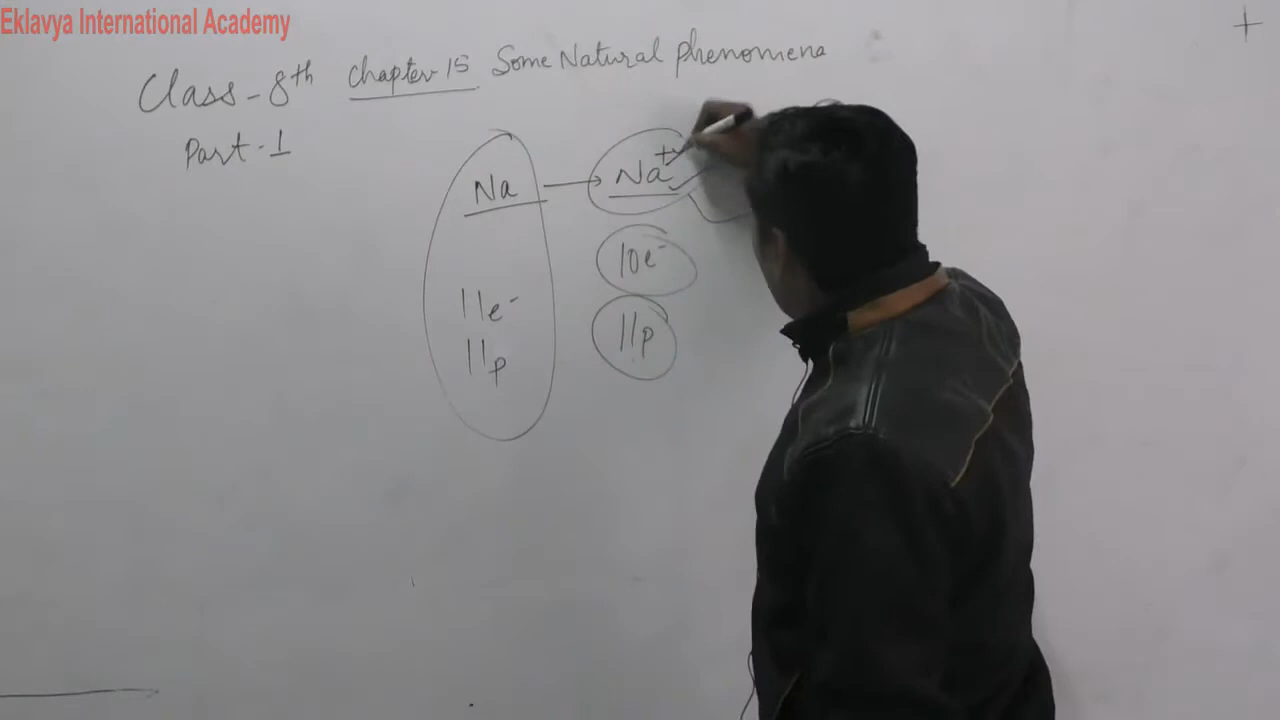 Eklavya International Academy
+
Class - 8th Chapter 15 Some Natural Phenomena
Part - 1
Na → Na+
10e-
11e-
11p
11p